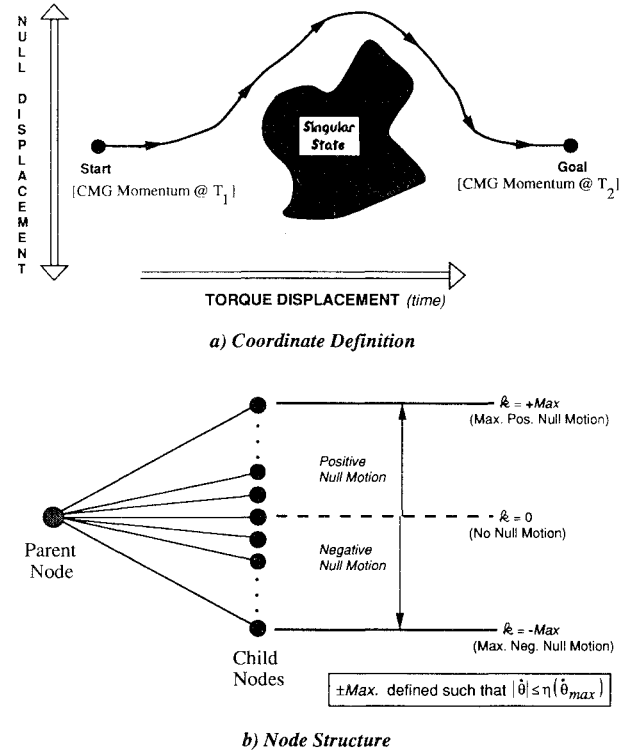 NULL DISPLACEMENT
Singular
State
Start
[CMG Momentum @ T1]
Goal
[CMG Momentum @ T2]
TORQUE DISPLACEMENT (time)
a) Coordinate Definition
k = +Max
(Max. Pos. Null Motion)
Positive
Null Motion
k = 0
(No Null Motion)
Parent
Node
Negative
Null Motion
k = -Max
(Max. Neg. Null Motion)
Child
Nodes
±Max. defined such that |θ̇| ≤ η(θ̇max)
b) Node Structure